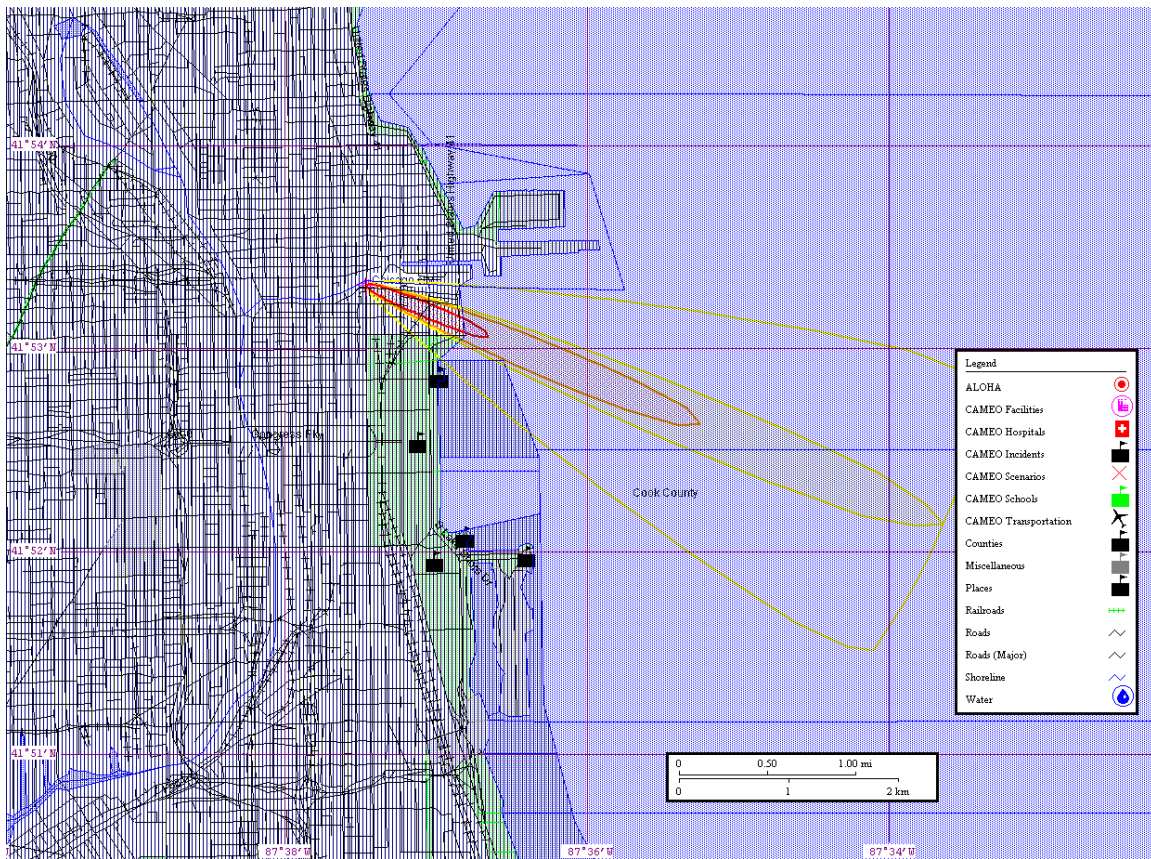 41°54'N
41°53'N
Congress Pky
Cook County
41°52'N
41°51'N
87°38'W
87°36'W
87°34'W
Legend
ALOHA
CAMEO Facilities
CAMEO Hospitals
CAMEO Incidents
CAMEO Scenarios
CAMEO Schools
CAMEO Transportation
Counties
Miscellaneous
Places
Railroads
Roads
Roads (Major)
Shoreline
Water
0 0.50 1.00 mi
0 1 2 km